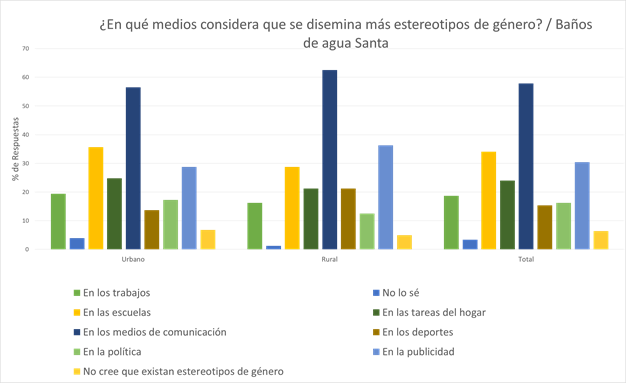 ¿En qué medios considera que se disemina más estereotipos de género? / Baños
de agua Santa
70
60
50
40
30
20
10
0
% de Respuestas
Urbano
Rural
Total
En los trabajos
No lo sé
En las escuelas
En las tareas del hogar
En los medios de comunicación
En los deportes
En la política
En la publicidad
No cree que existan estereotipos de género